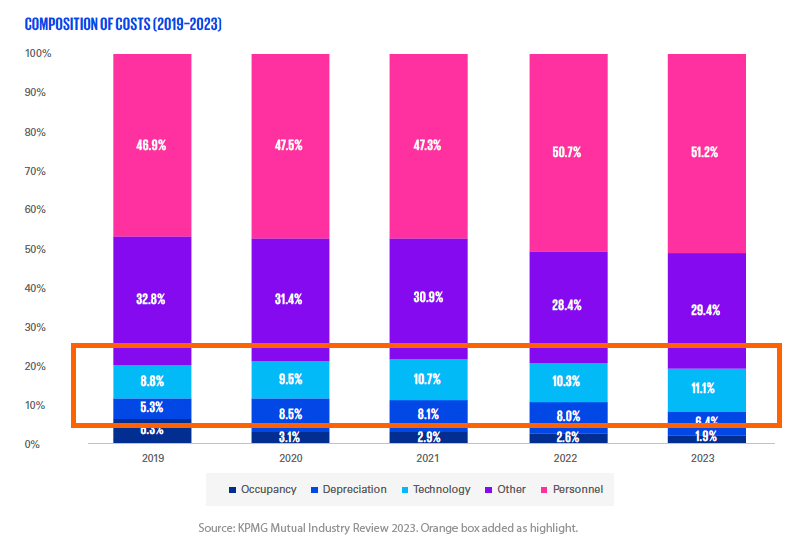 COMPOSITION OF COSTS (2019–2023)
100%
90%
80%
70%
60%
50%
40%
30%
20%
10%
0%
46.9% 47.5% 47.3% 50.7% 51.2%
32.8% 31.4% 30.9% 28.4% 29.4%
8.8% 9.5% 10.7% 10.3% 11.1%
5.3% 8.5% 8.1% 8.0% 6.4%
6.3% 3.1% 2.9% 2.6% 1.9%
2019 2020 2021 2022 2023
Occupancy Depreciation Technology Other Personnel
Source: KPMG Mutual Industry Review 2023. Orange box added as highlight.